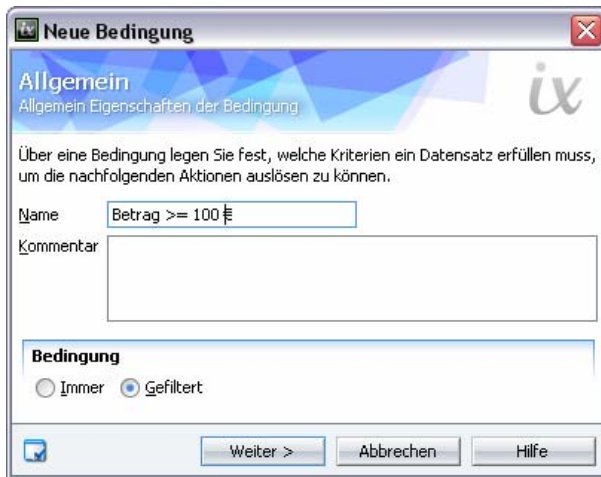 Neue Bedingung
Allgemein
Allgemein Eigenschaften der Bedingung
ix
Über eine Bedingung legen Sie fest, welche Kriterien ein Datensatz erfüllen muss,
um die nachfolgenden Aktionen auslösen zu können.
Name Betrag >= 100 €
Kommentar
Bedingung
Immer Gefiltert
Weiter > Abbrechen Hilfe